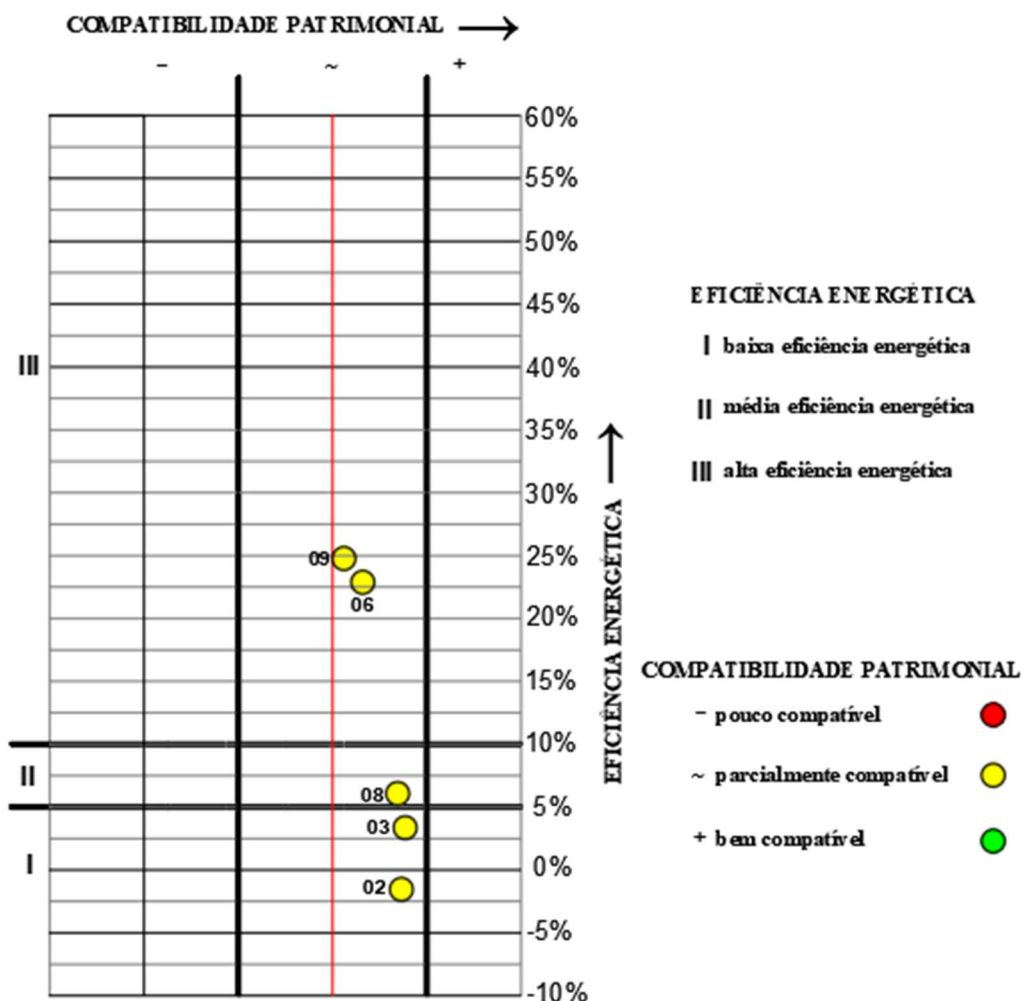 COMPATIBILIDADE PATRIMONIAL
- ~ +
60%
55%
50%
45%
40%
35%
30%
25%
20%
15%
10%
5%
0%
-5%
-10%
III
II
I
09
06
08
03
02
EFICIÊNCIA ENERGÉTICA
EFICIÊNCIA ENERGÉTICA
I baixa eficiência energética
II média eficiência energética
III alta eficiência energética
COMPATIBILIDADE PATRIMONIAL
- pouco compatível
~ parcialmente compatível
+ bem compatível